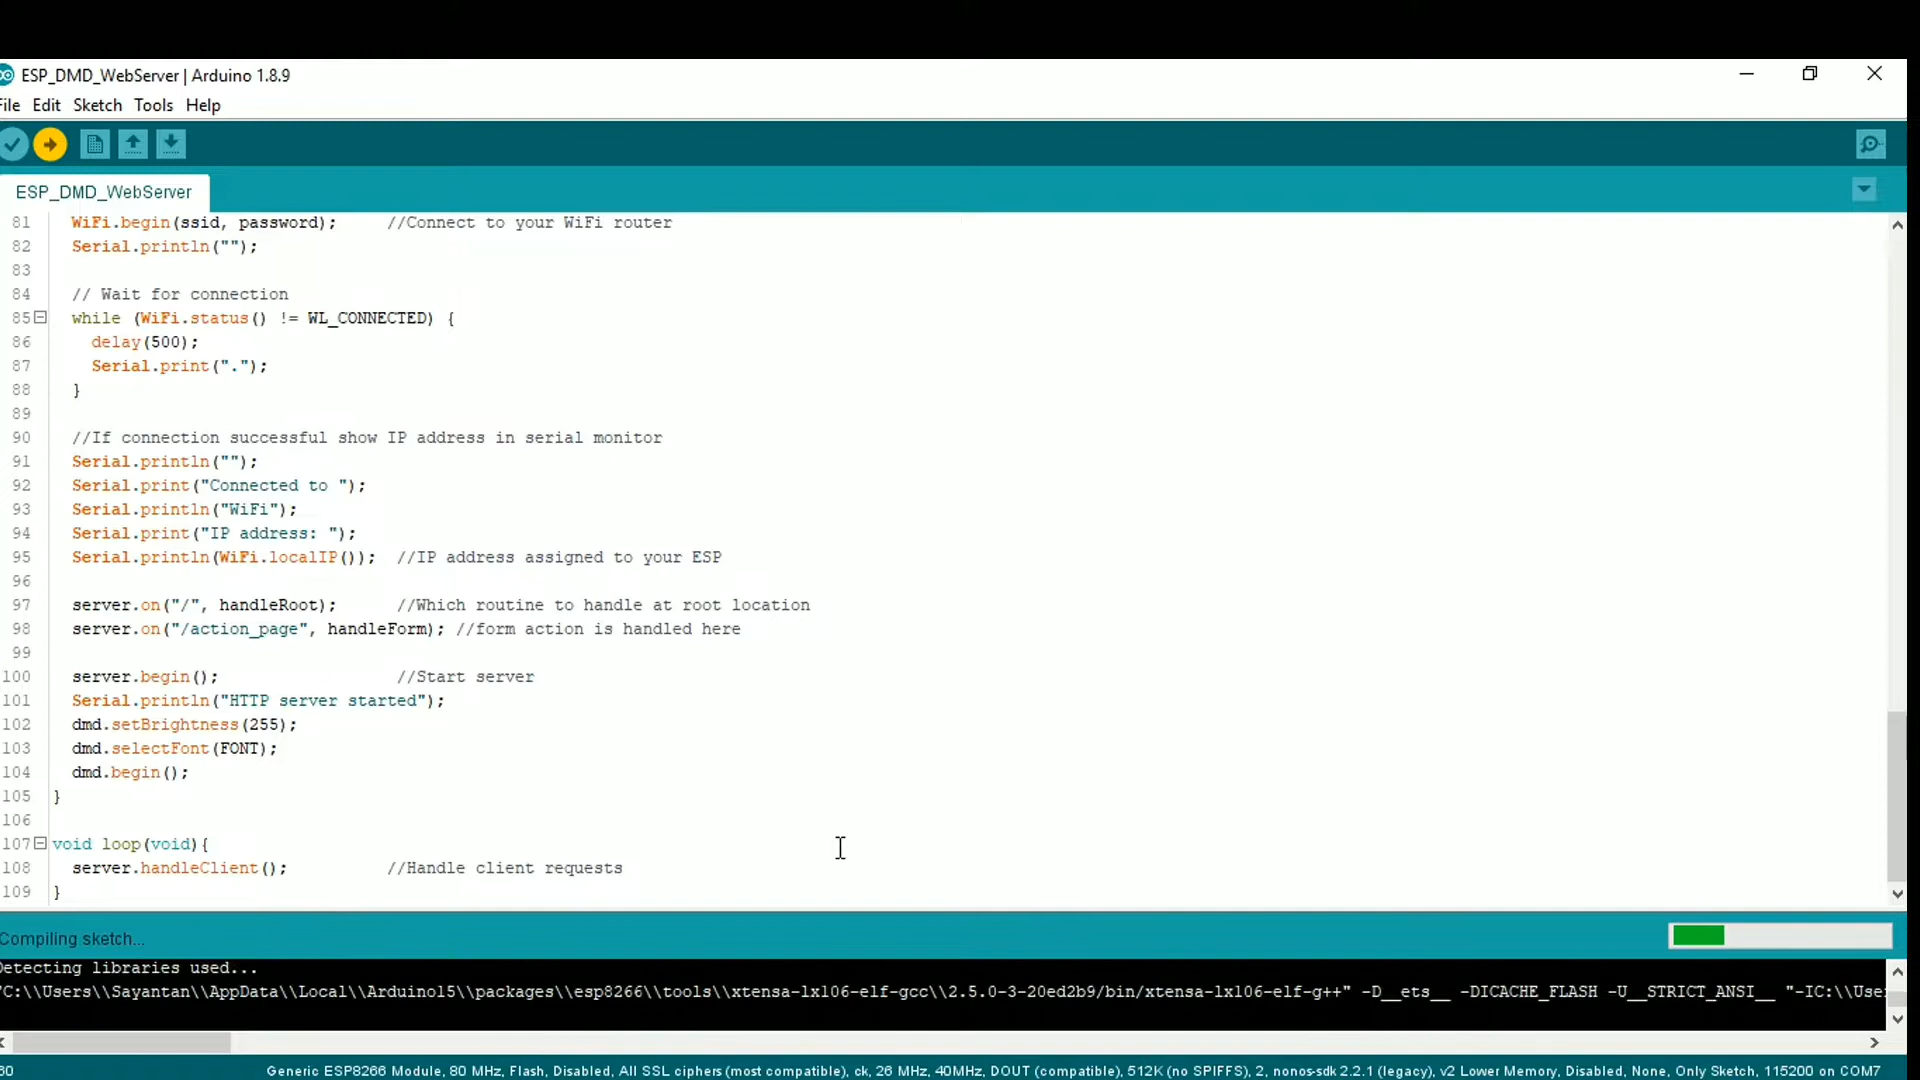 ESP_DMD_WebServer | Arduino 1.8.9
File Edit Sketch Tools Help
ESP_DMD_WebServer
81 WiFi.begin(ssid, password); //Connect to your WiFi router
82 Serial.println("");
83
84 // Wait for connection
85 while (WiFi.status() != WL_CONNECTED) {
86 delay(500);
87 Serial.print(".");
88 }
89
90 //If connection successful show IP address in serial monitor
91 Serial.println("");
92 Serial.print("Connected to ");
93 Serial.println("WiFi");
94 Serial.print("IP address: ");
95 Serial.println(WiFi.localIP()); //IP address assigned to your ESP
96
97 server.on("/", handleRoot); //Which routine to handle at root location
98 server.on("/action_page", handleForm); //form action is handled here
99
100 server.begin(); //Start server
101 Serial.println("HTTP server started");
102 dmd.setBrightness(255);
103 dmd.selectFont(FONT);
104 dmd.begin();
105 }
106
107 void loop(void){
108 server.handleClient(); //Handle client requests
109 }
Compiling sketch...
Detecting libraries used...
"C:\\Users\\Sayantan\\AppData\\Local\\Arduino15\\packages\\esp8266\\tools\\xtensa-lx106-elf-gcc\\2.5.0-3-20ed2b9/bin/xtensa-lx106-elf-g++" -D__ets__ -DICACHE_FLASH -U__STRICT_ANSI__ "-IC:\\Use
60 Generic ESP8266 Module, 80 MHz, Flash, Disabled, All SSL ciphers (most compatible), ck, 26 MHz, 40MHz, DOUT (compatible), 512K (no SPIFFS), 2, nonos-sdk 2.2.1 (legacy), v2 Lower Memory, Disabled, None, Only Sketch, 115200 on COM7